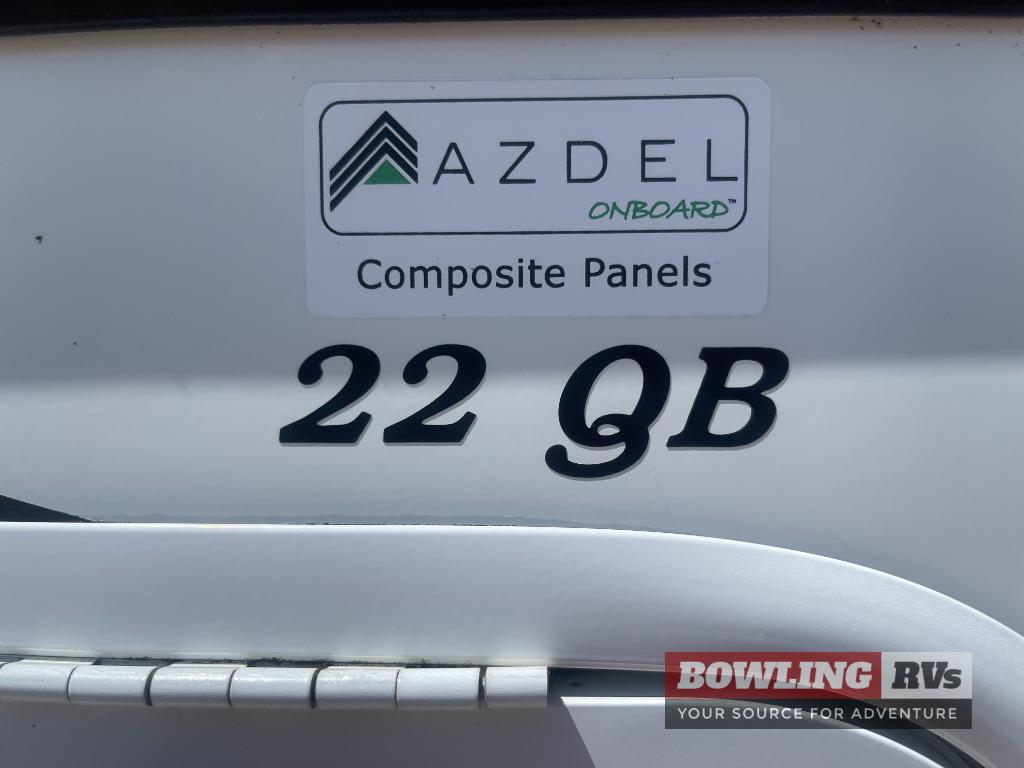 AZDEL
ONBOARD™
Composite Panels
22 QB
BOWLING RVs
YOUR SOURCE FOR ADVENTURE